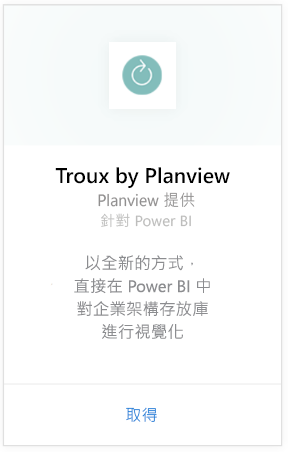 Troux by Planview
Planview 提供
針對 Power BI
以全新的方式，
直接在 Power BI 中
對企業架構存放庫
進行視覺化
取得